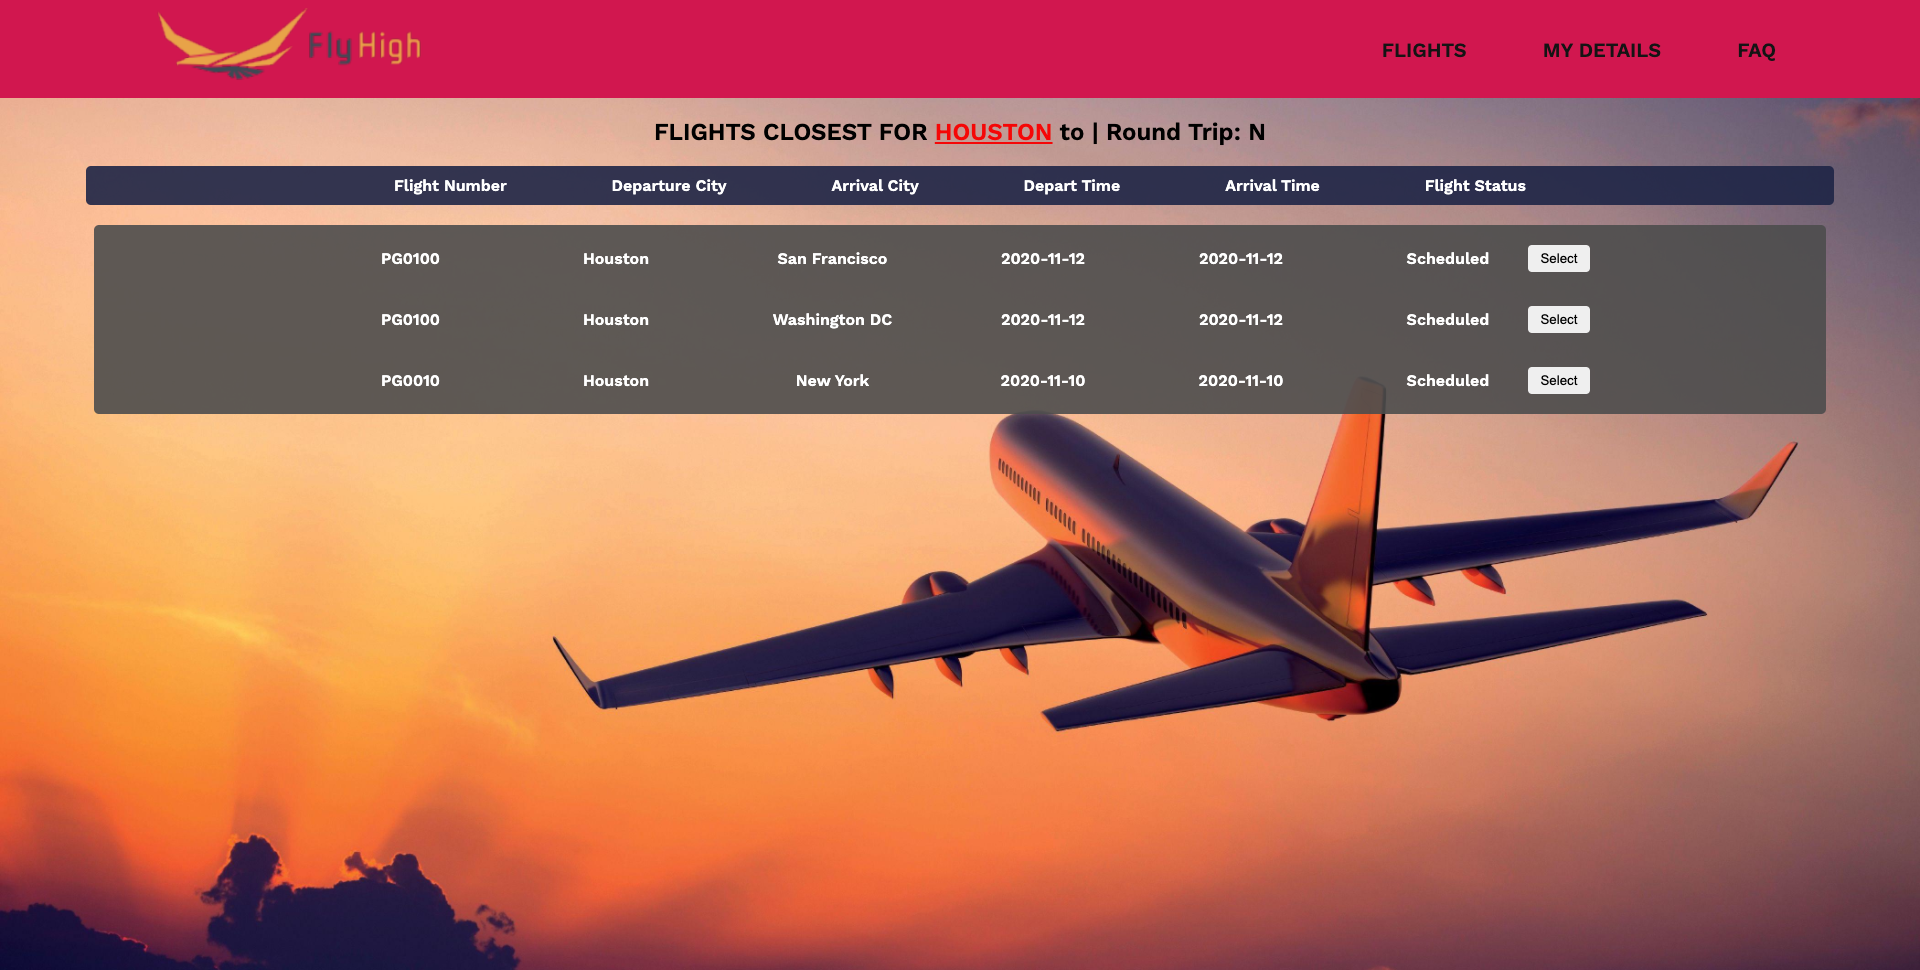 FlyHigh
FLIGHTS MY DETAILS FAQ
FLIGHTS CLOSEST FOR HOUSTON to | Round Trip: N
Flight Number Departure City Arrival City Depart Time Arrival Time Flight Status
PG0100 Houston San Francisco 2020-11-12 2020-11-12 Scheduled Select
PG0100 Houston Washington DC 2020-11-12 2020-11-12 Scheduled Select
PG0010 Houston New York 2020-11-10 2020-11-10 Scheduled Select